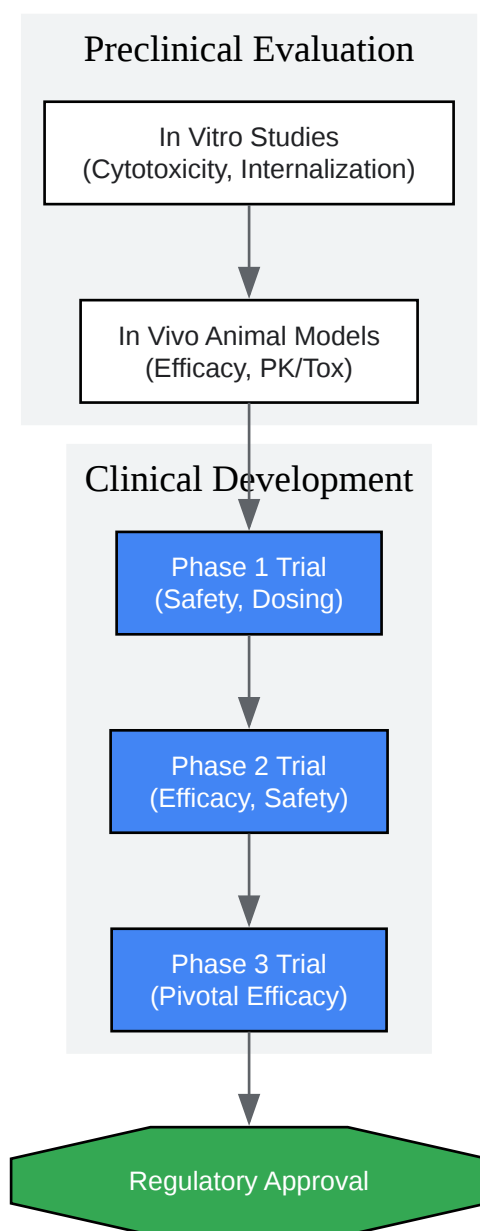 Preclinical Evaluation
In Vitro Studies
(Cytotoxicity, Internalization)
In Vivo Animal Models
(Efficacy, PK/Tox)
Clinical Development
Phase 1 Trial
(Safety, Dosing)
Phase 2 Trial
(Efficacy, Safety)
Phase 3 Trial
(Pivotal Efficacy)
Regulatory Approval